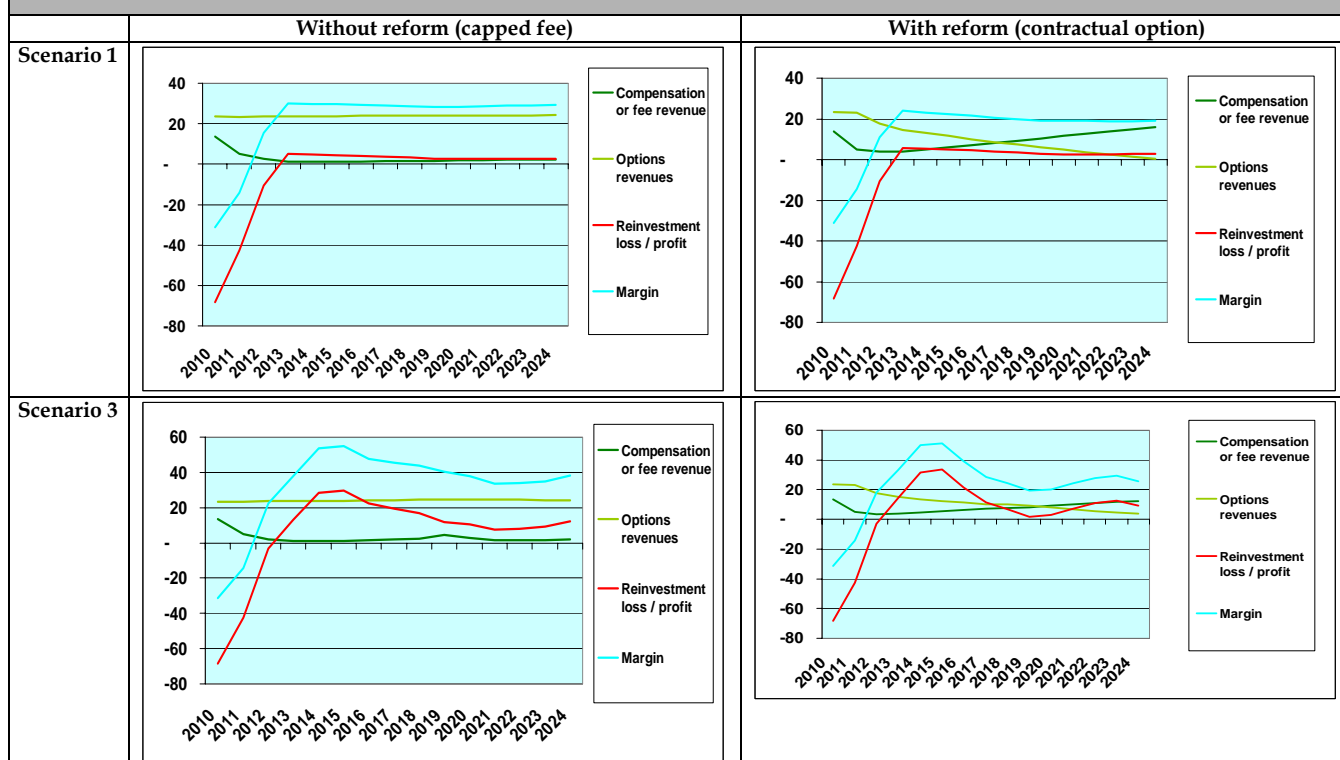 Without reform (capped fee)
With reform (contractual option)
Scenario 1
40
20
-
-20
-40
-60
-80
2010 2011 2012 2013 2014 2015 2016 2017 2018 2019 2020 2021 2022 2023 2024
Compensation
or fee revenue
Options
revenues
Reinvestment
loss / profit
Margin
40
20
-
-20
-40
-60
-80
2010 2011 2012 2013 2014 2015 2016 2017 2018 2019 2020 2021 2022 2023 2024
Compensation
or fee revenue
Options
revenues
Reinvestment
loss / profit
Margin
Scenario 3
60
40
20
-
-20
-40
-60
-80
2010 2011 2012 2013 2014 2015 2016 2017 2018 2019 2020 2021 2022 2023 2024
Compensation
or fee revenue
Options
revenues
Reinvestment
loss / profit
Margin
60
40
20
-
-20
-40
-60
-80
2010 2011 2012 2013 2014 2015 2016 2017 2018 2019 2020 2021 2022 2023 2024
Compensation
or fee revenue
Options
revenues
Reinvestment
loss / profit
Margin